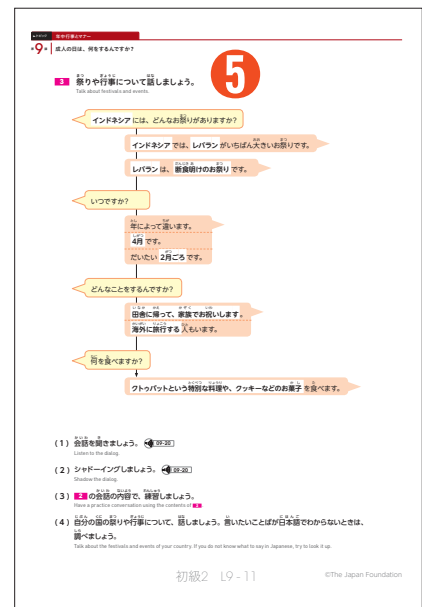 トピック 年中行事とマナー
第9課 成人の日は、何をするんですか?
5
3 祭りや行事について話しましょう。
Talk about festivals and events.
インドネシア には、どんなお祭りがありますか?
インドネシア では、レバラン がいちばん大きいお祭りです。
レバラン は、断食明けのお祭り です。
いつですか?
年によって違います。
4月 です。
だいたい 2月ごろ です。
どんなことをするんですか?
田舎に帰って、家族でお祝いします 。
海外に旅行する 人もいます。
何を食べますか?
クトゥパットという特別な料理や、クッキーなどのお菓子 を食べます。
(1) 会話を聞きましょう。 09-20
Listen to the dialog.
(2) シャドーイングしましょう。 09-20
Shadow the dialog.
(3) 2 の会話の内容で、練習しましょう。
Have a practice conversation using the contents of 2 .
(4) 自分の国の祭りや行事について、話しましょう。言いたいことばが日本語でわからないときは、
調べましょう。
Talk about the festivals and events of your country. If you do not know what to say in Japanese, try to look it up.
初級2 L9 - 11
©The Japan Foundation